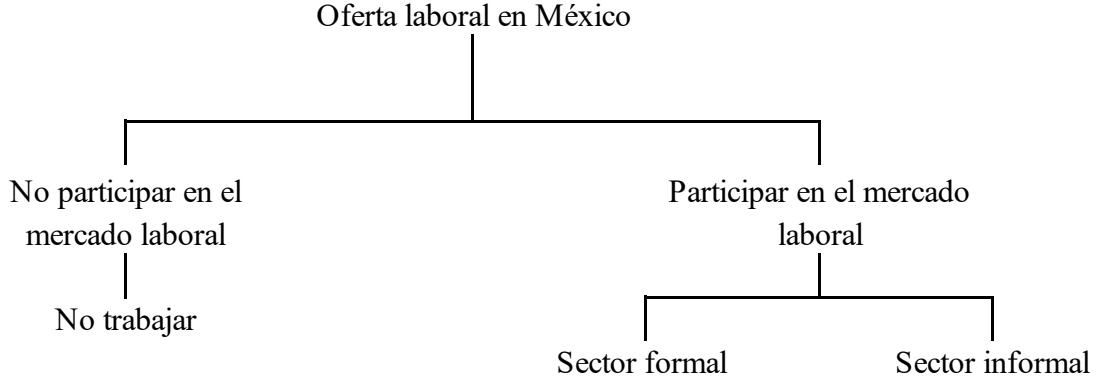 Oferta laboral en México
No participar en el
mercado laboral
Participar en el mercado
laboral
No trabajar
Sector formal
Sector informal